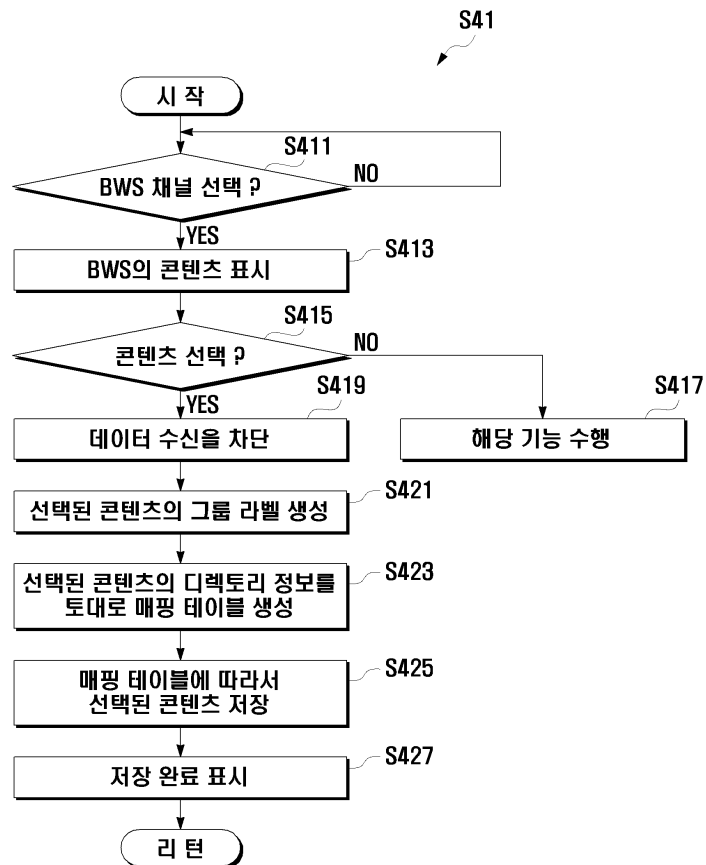 S41
시 작
S411
BWS 채널 선택 ?
NO
YES
BWS의 콘텐츠 표시
S413
S415
콘텐츠 선택 ?
NO
YES
S419
데이터 수신을 차단
S417
해당 기능 수행
선택된 콘텐츠의 그룹 라벨 생성
S421
선택된 콘텐츠의 디렉토리 정보를
토대로 매핑 테이블 생성
S423
매핑 테이블에 따라서
선택된 콘텐츠 저장
S425
저장 완료 표시
S427
리 턴